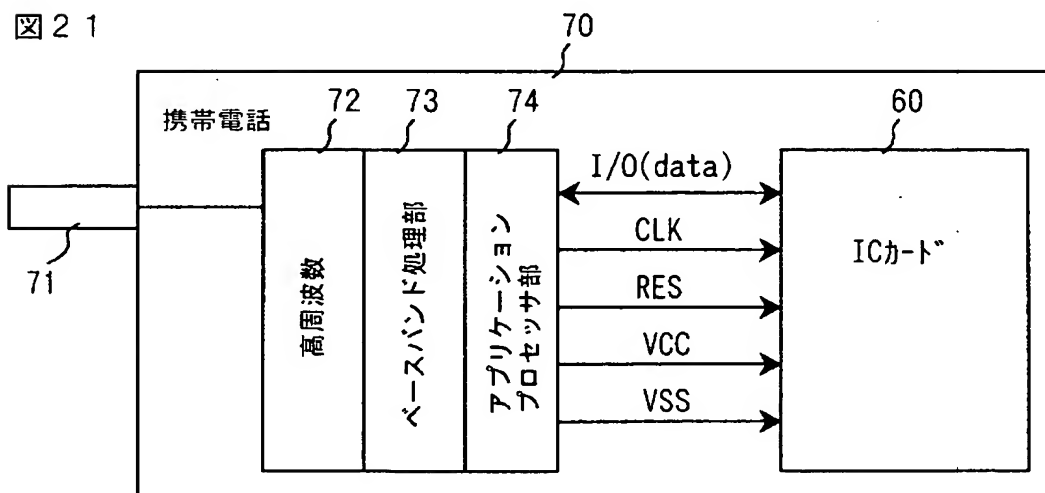 図21
70
携帯電話
72
73
74
60
71
高周波数
ベースバンド処理部
アプリケーション
プロセッサ部
I/O(data)
CLK
RES
VCC
VSS
ICカード